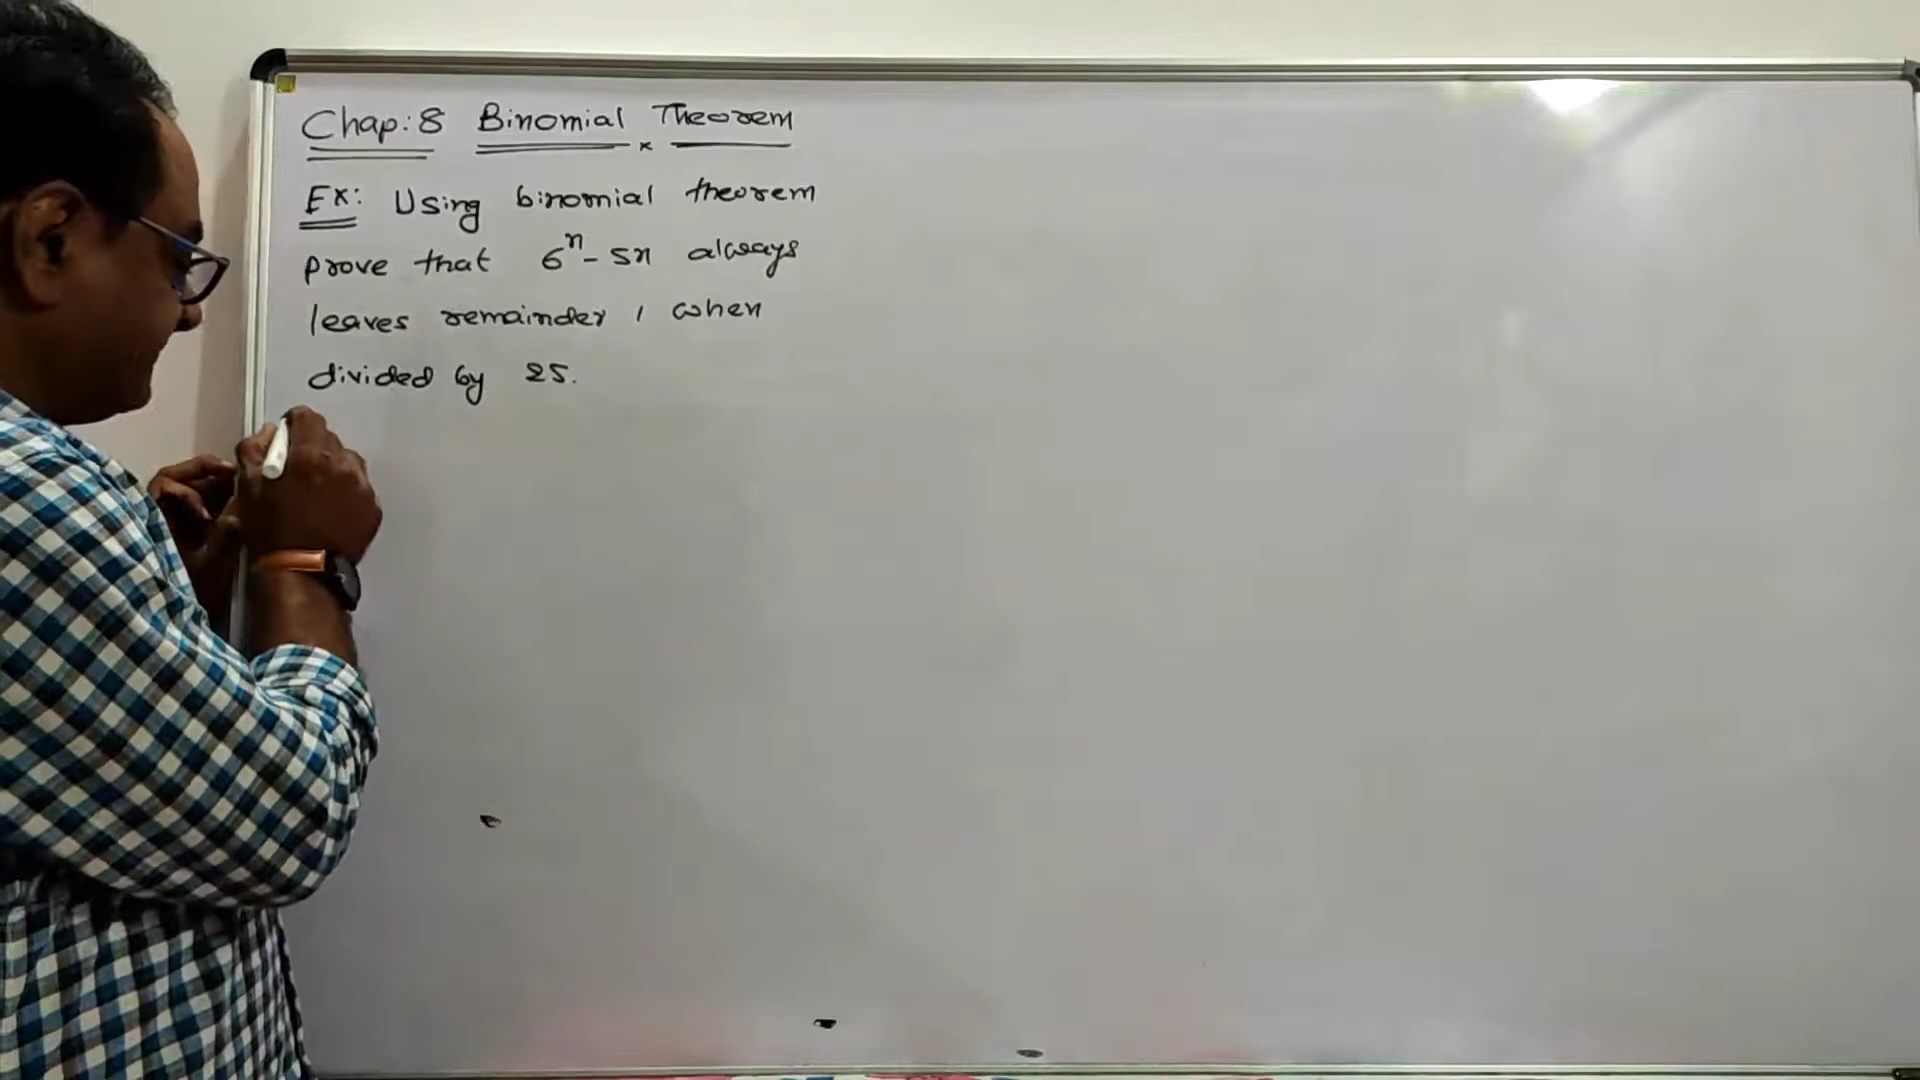 Chap: 8 Binomial Theorem
Ex: Using binomial theorem
prove that 6ⁿ - 5n always
leaves remainder 1 when
divided by 25.